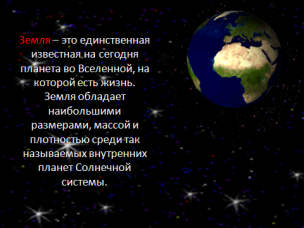 Земля – это единственная
известная на сегодня
планета во Вселенной, на
которой есть жизнь.
Земля обладает
наибольшими
размерами, массой и
плотностью среди так
называемых внутренних
планет Солнечной
системы.